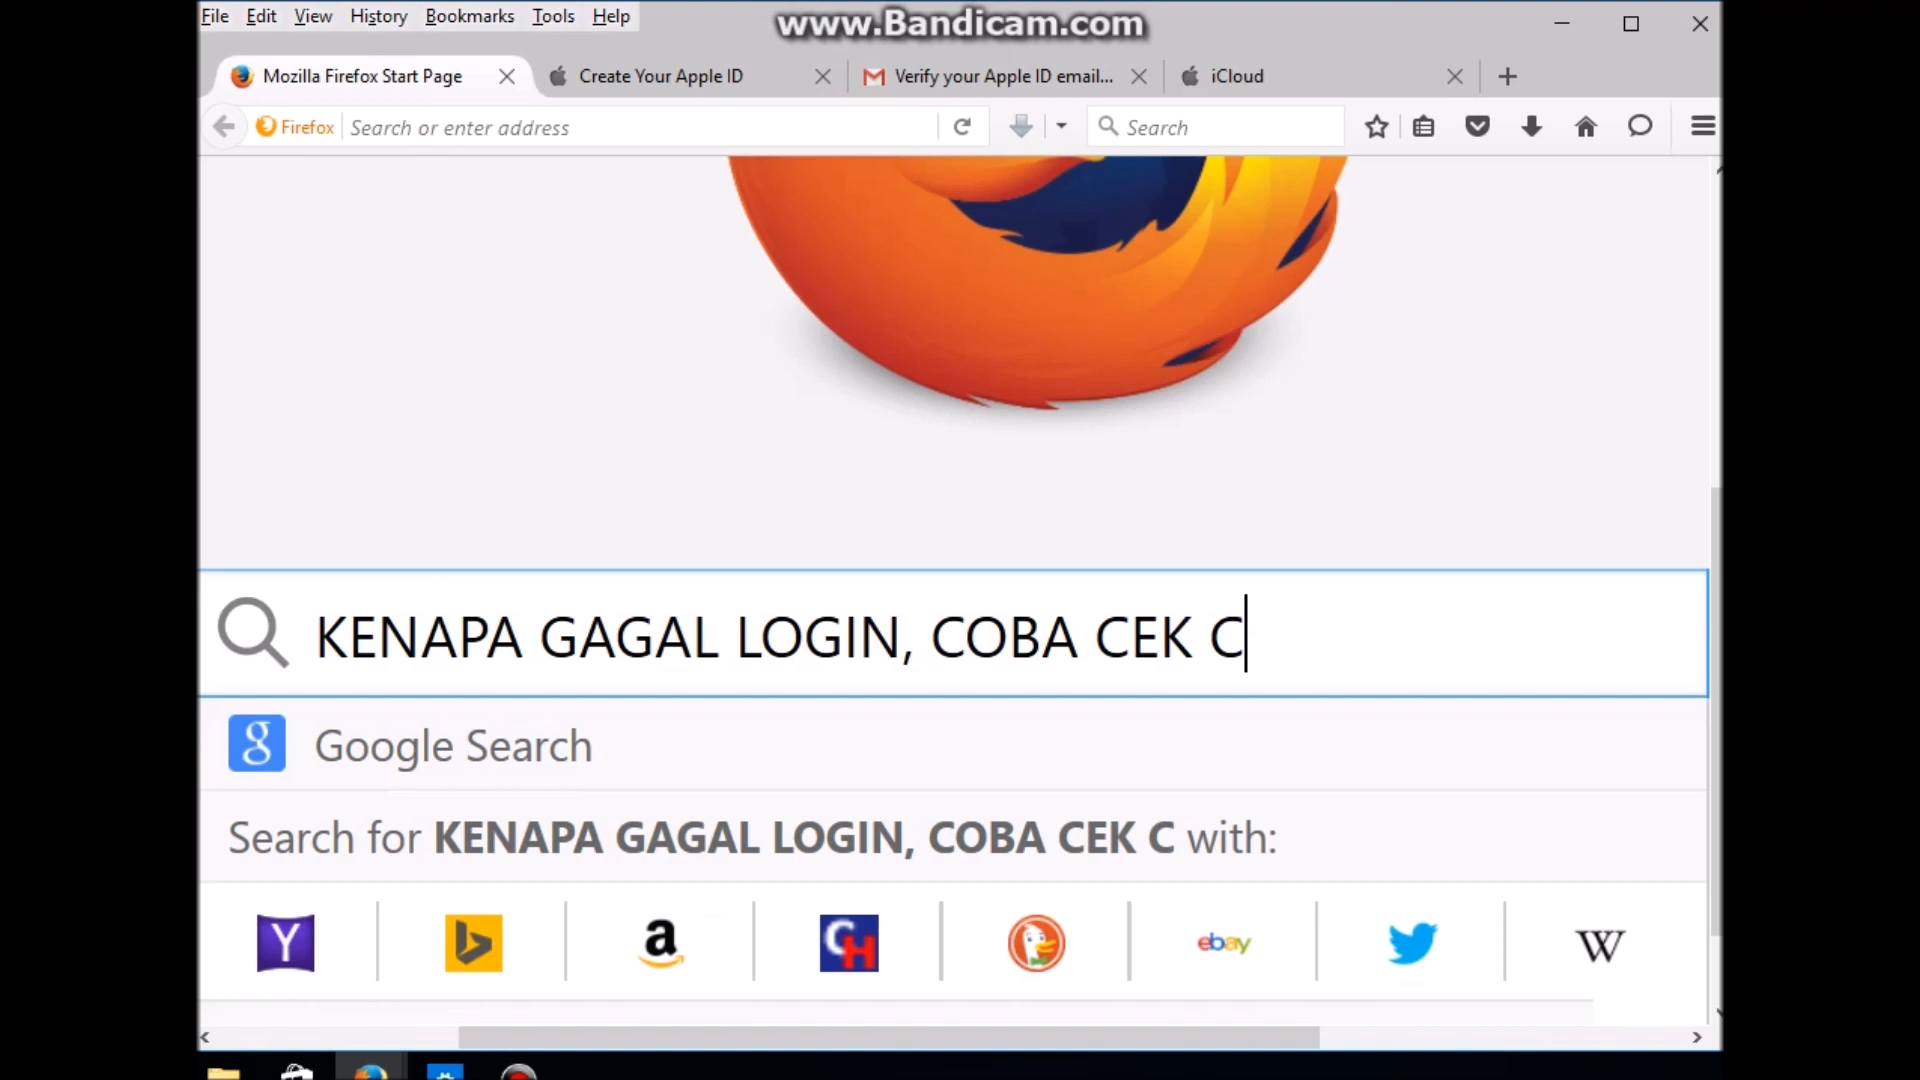 File Edit View History Bookmarks Tools Help
www.Bandicam.com
Mozilla Firefox Start Page
Create Your Apple ID
Verify your Apple ID email...
iCloud
Firefox
Search or enter address
Search
KENAPA GAGAL LOGIN, COBA CEK C
g Google Search
Search for KENAPA GAGAL LOGIN, COBA CEK C with:
Y
b
a
CH
ebay
W